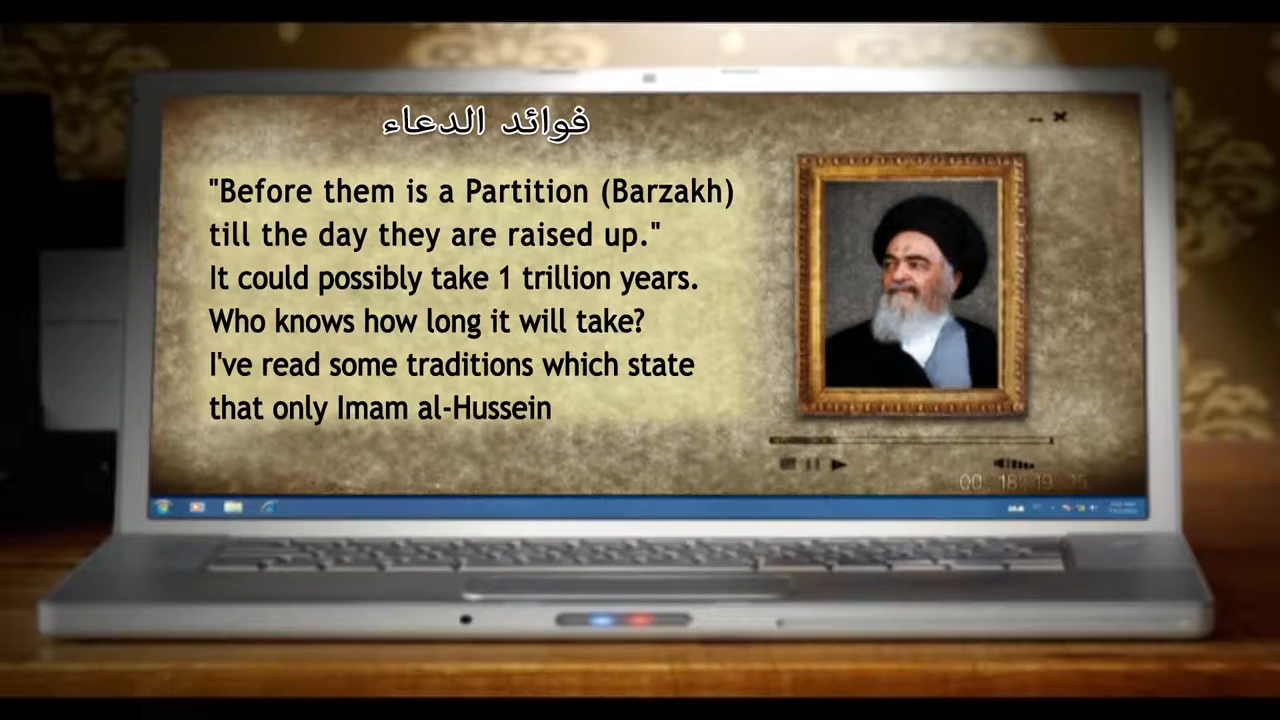 فوائد الدعاء
"Before them is a Partition (Barzakh)
till the day they are raised up."
It could possibly take 1 trillion years.
Who knows how long it will take?
I've read some traditions which state
that only Imam al-Hussein